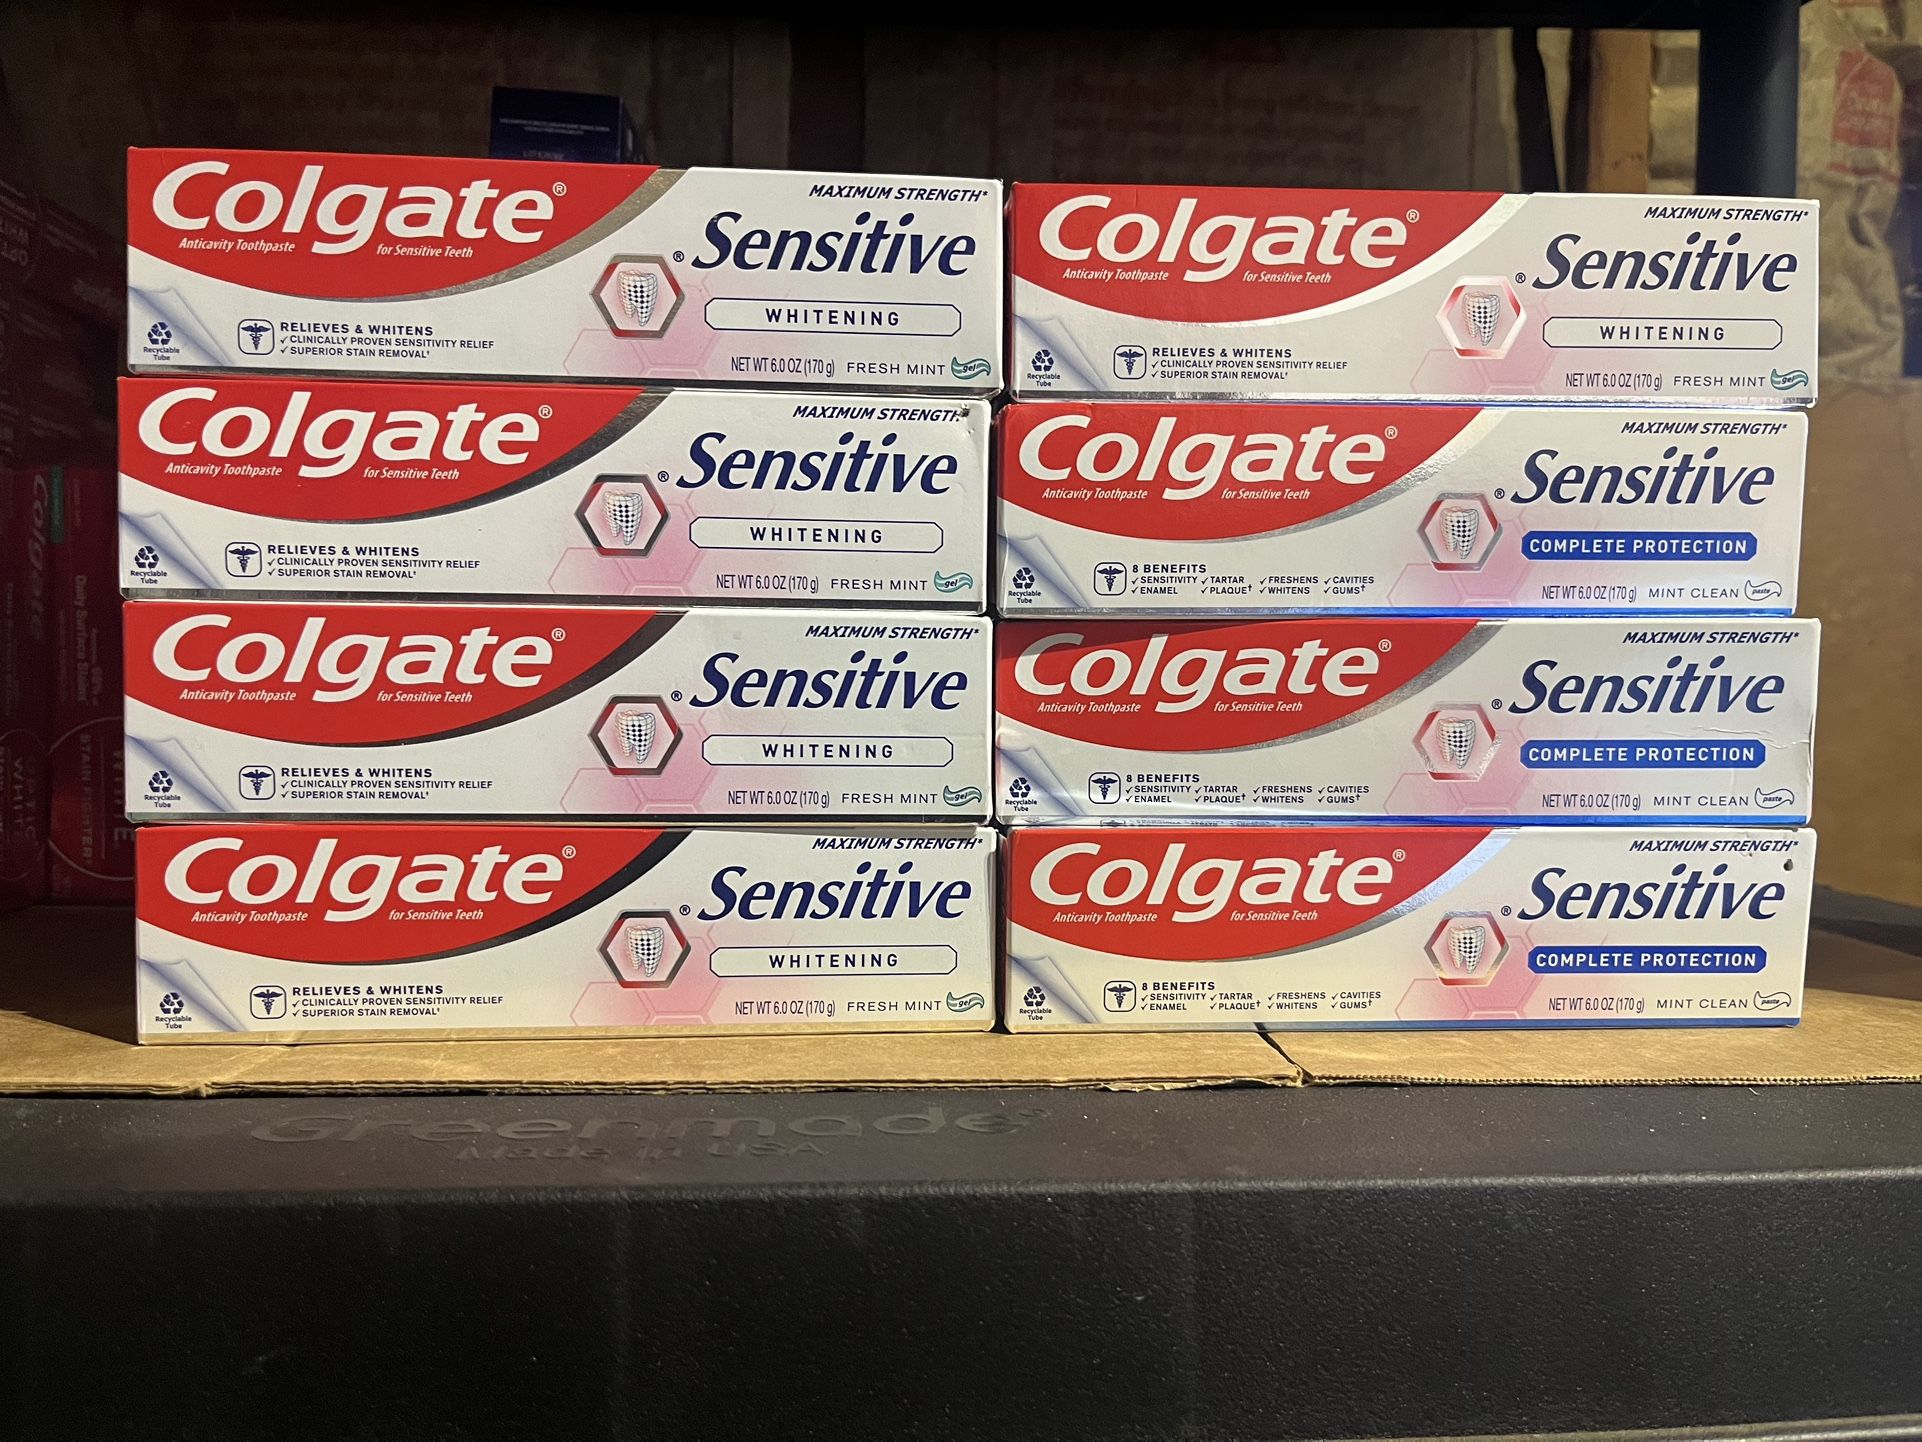 Colgate®
Anticavity Toothpaste for Sensitive Teeth
MAXIMUM STRENGTH*
® Sensitive
WHITENING
RELIEVES & WHITENS
✓ CLINICALLY PROVEN SENSITIVITY RELIEF
✓ SUPERIOR STAIN REMOVAL†
Recyclable
Tube
NET WT 6.0 OZ (170 g) FRESH MINT gel
Colgate®
Anticavity Toothpaste for Sensitive Teeth
MAXIMUM STRENGTH*
® Sensitive
WHITENING
RELIEVES & WHITENS
✓ CLINICALLY PROVEN SENSITIVITY RELIEF
✓ SUPERIOR STAIN REMOVAL†
Recyclable
Tube
NET WT 6.0 OZ (170 g) FRESH MINT gel
Colgate®
Anticavity Toothpaste for Sensitive Teeth
MAXIMUM STRENGTH*
® Sensitive
WHITENING
RELIEVES & WHITENS
✓ CLINICALLY PROVEN SENSITIVITY RELIEF
✓ SUPERIOR STAIN REMOVAL†
Recyclable
Tube
NET WT 6.0 OZ (170 g) FRESH MINT gel
Colgate®
Anticavity Toothpaste for Sensitive Teeth
MAXIMUM STRENGTH*
® Sensitive
WHITENING
RELIEVES & WHITENS
✓ CLINICALLY PROVEN SENSITIVITY RELIEF
✓ SUPERIOR STAIN REMOVAL†
Recyclable
Tube
NET WT 6.0 OZ (170 g) FRESH MINT gel
Colgate®
Anticavity Toothpaste for Sensitive Teeth
MAXIMUM STRENGTH*
® Sensitive
WHITENING
RELIEVES & WHITENS
✓ CLINICALLY PROVEN SENSITIVITY RELIEF
✓ SUPERIOR STAIN REMOVAL†
Recyclable
Tube
NET WT 6.0 OZ (170 g) FRESH MINT gel
Colgate®
Anticavity Toothpaste for Sensitive Teeth
MAXIMUM STRENGTH*
® Sensitive
COMPLETE PROTECTION
8 BENEFITS
✓ SENSITIVITY ✓ TARTAR ✓ FRESHENS ✓ CAVITIES
✓ ENAMEL ✓ PLAQUE† ✓ WHITENS ✓ GUMS†
Recyclable
Tube
NET WT 6.0 OZ (170 g) MINT CLEAN paste
Colgate®
Anticavity Toothpaste for Sensitive Teeth
MAXIMUM STRENGTH*
® Sensitive
COMPLETE PROTECTION
8 BENEFITS
✓ SENSITIVITY ✓ TARTAR ✓ FRESHENS ✓ CAVITIES
✓ ENAMEL ✓ PLAQUE† ✓ WHITENS ✓ GUMS†
Recyclable
Tube
NET WT 6.0 OZ (170 g) MINT CLEAN paste
Colgate®
Anticavity Toothpaste for Sensitive Teeth
MAXIMUM STRENGTH*
® Sensitive
COMPLETE PROTECTION
8 BENEFITS
✓ SENSITIVITY ✓ TARTAR ✓ FRESHENS ✓ CAVITIES
✓ ENAMEL ✓ PLAQUE† ✓ WHITENS ✓ GUMS†
Recyclable
Tube
NET WT 6.0 OZ (170 g) MINT CLEAN paste
Colgate
STAIN FIGHTER
Greenmade®
Made in USA